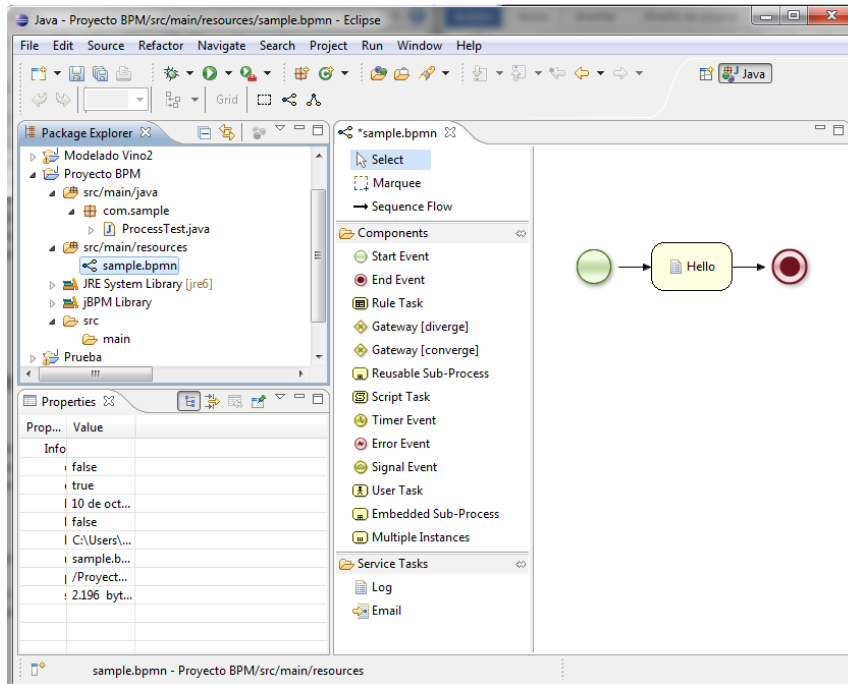 Java - Proyecto BPM/src/main/resources/sample.bpmn - Eclipse
File Edit Source Refactor Navigate Search Project Run Window Help
Java
Grid
Package Explorer
Modelado Vino2
Proyecto BPM
src/main/java
com.sample
ProcessTest.java
src/main/resources
sample.bpmn
JRE System Library [jre6]
jBPM Library
src
main
Prueba
Properties
Prop... Value
Info
false
true
10 de oct...
false
C:\Users\...
sample.b...
/Proyect...
2.196 byt...
*sample.bpmn
Select
Marquee
Sequence Flow
Components
Start Event
End Event
Rule Task
Gateway [diverge]
Gateway [converge]
Reusable Sub-Process
Script Task
Timer Event
Error Event
Signal Event
User Task
Embedded Sub-Process
Multiple Instances
Service Tasks
Log
Email
Hello
sample.bpmn - Proyecto BPM/src/main/resources